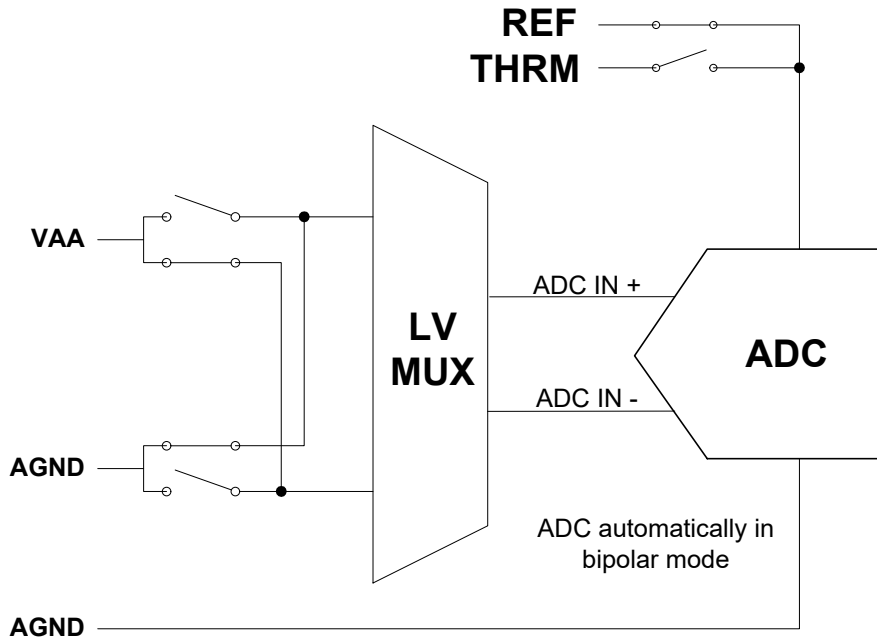 REF
THRM
VAA
ADC IN +
LV
MUX
ADC
ADC IN -
AGND
ADC automatically in
bipolar mode
AGND